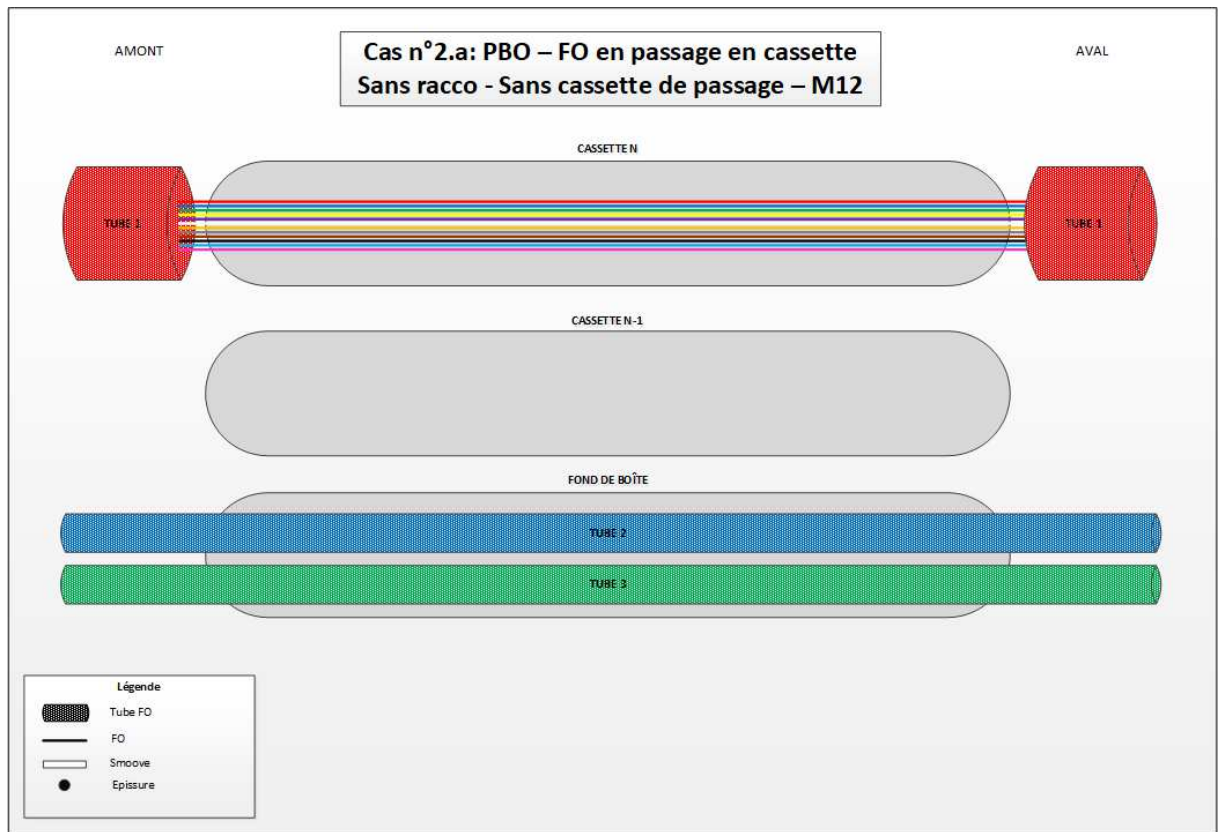 AMONT
Cas n°2.a: PBO – FO en passage en cassette
Sans racco - Sans cassette de passage – M12
AVAL
CASSETTE N
TUBE 1
TUBE 1
CASSETTE N-1
FOND DE BOÎTE
TUBE 2
TUBE 3
Légende
Tube FO
FO
Smoove
Epissure